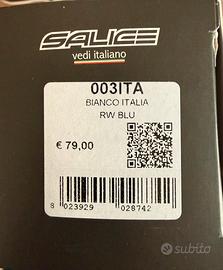 SALICE
vedi italiano
003ITA
BIANCO ITALIA
RW BLU
€ 79,00
8 023929 028742
subito